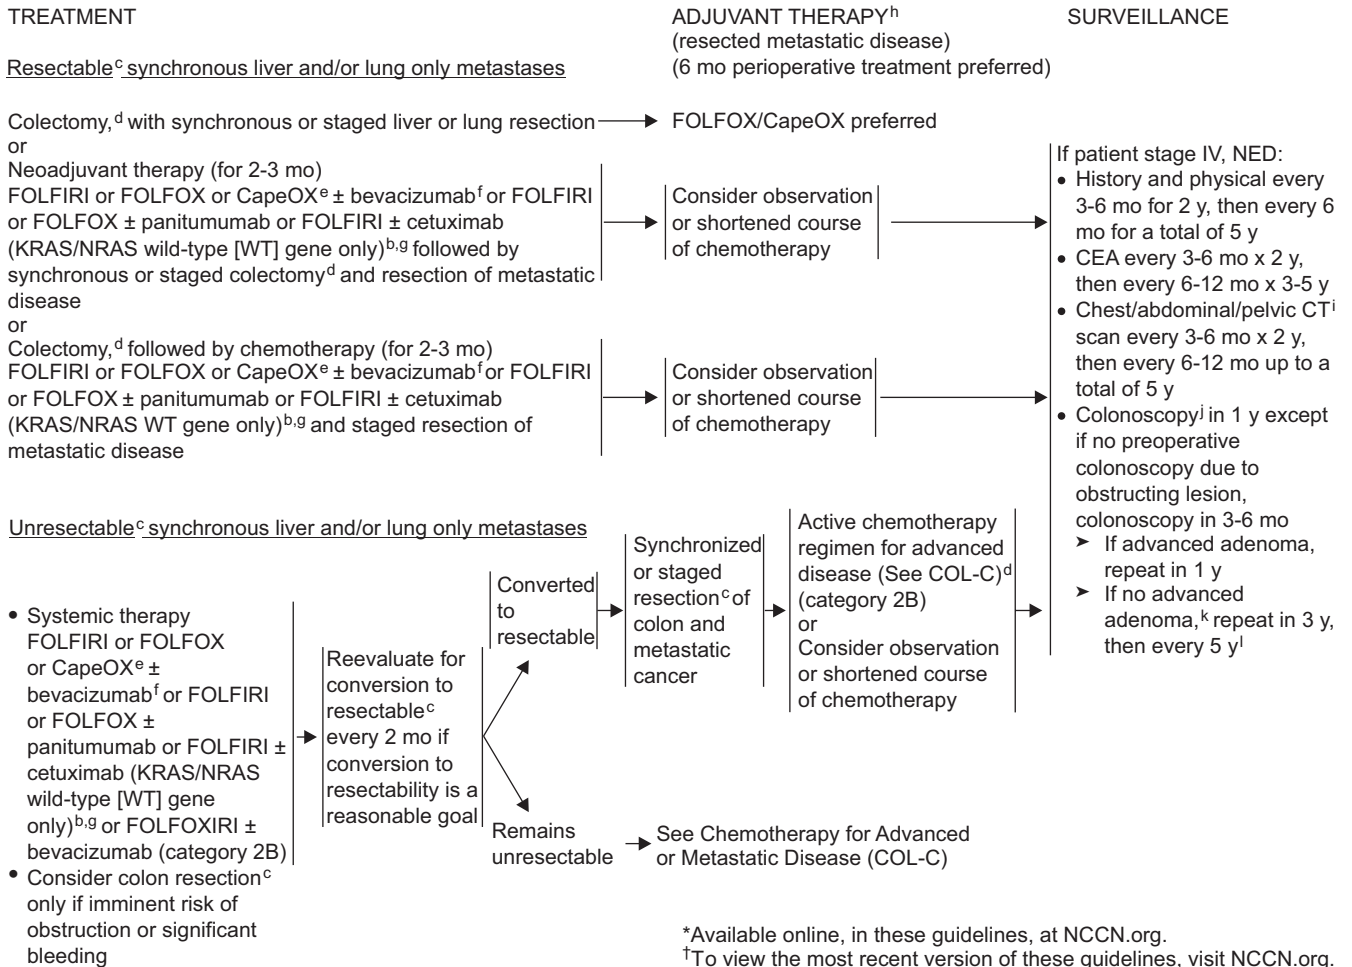 TREATMENT
ADJUVANT THERAPYʰ
(resected metastatic disease)
(6 mo perioperative treatment preferred)
SURVEILLANCE
Resectableᶜ synchronous liver and/or lung only metastases
Colectomy,ᵈ with synchronous or staged liver or lung resection
FOLFOX/CapeOX preferred
or
Neoadjuvant therapy (for 2-3 mo)
FOLFIRI or FOLFOX or CapeOXᵉ ± bevacizumabᶠ or FOLFIRI
or FOLFOX ± panitumumab or FOLFIRI ± cetuximab
(KRAS/NRAS wild-type [WT] gene only)ᵇ,ᵍ followed by
synchronous or staged colectomyᵈ and resection of metastatic
disease
Consider observation
or shortened course
of chemotherapy
or
Colectomy,ᵈ followed by chemotherapy (for 2-3 mo)
FOLFIRI or FOLFOX or CapeOXᵉ ± bevacizumabᶠ or FOLFIRI
or FOLFOX ± panitumumab or FOLFIRI ± cetuximab
(KRAS/NRAS WT gene only)ᵇ,ᵍ and staged resection of
metastatic disease
Consider observation
or shortened course
of chemotherapy
If patient stage IV, NED:
• History and physical every
3-6 mo for 2 y, then every 6
mo for a total of 5 y
• CEA every 3-6 mo x 2 y,
then every 6-12 mo x 3-5 y
• Chest/abdominal/pelvic CTⁱ
scan every 3-6 mo x 2 y,
then every 6-12 mo up to a
total of 5 y
• Colonoscopyʲ in 1 y except
if no preoperative
colonoscopy due to
obstructing lesion,
colonoscopy in 3-6 mo
➤ If advanced adenoma,
repeat in 1 y
➤ If no advanced
adenoma,ᵏ repeat in 3 y,
then every 5 yˡ
Unresectableᶜ synchronous liver and/or lung only metastases
• Systemic therapy
FOLFIRI or FOLFOX
or CapeOXᵉ ±
bevacizumabᶠ or FOLFIRI
or FOLFOX ±
panitumumab or FOLFIRI ±
cetuximab (KRAS/NRAS
wild-type [WT] gene
only)ᵇ,ᵍ or FOLFOXIRI ±
bevacizumab (category 2B)
• Consider colon resectionᶜ
only if imminent risk of
obstruction or significant
bleeding
Reevaluate for
conversion to
resectableᶜ
every 2 mo if
conversion to
resectability is a
reasonable goal
Converted
to
resectable
Synchronized
or staged
resectionᶜ of
colon and
metastatic
cancer
Active chemotherapy
regimen for advanced
disease (See COL-C)ᵈ
(category 2B)
or
Consider observation
or shortened course
of chemotherapy
Remains
unresectable
See Chemotherapy for Advanced
or Metastatic Disease (COL-C)
*Available online, in these guidelines, at NCCN.org.
†To view the most recent version of these guidelines, visit NCCN.org.